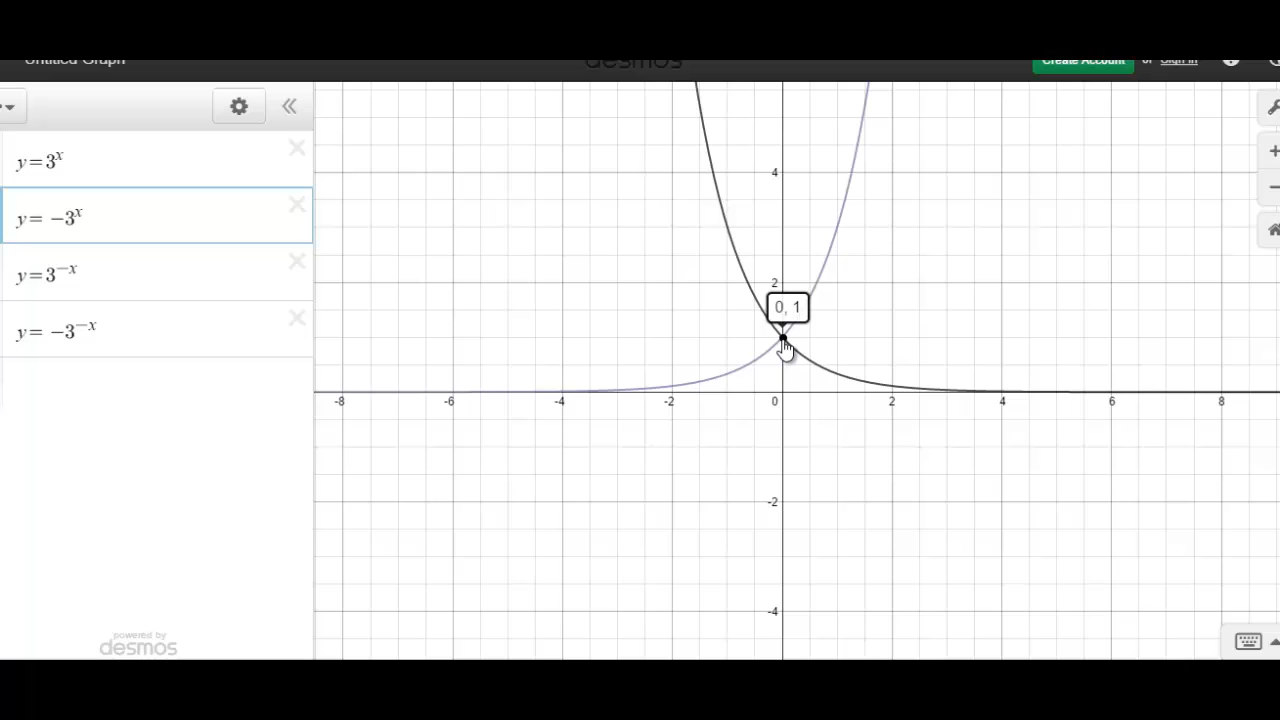 Untitled Graph
desmos
Create Account or Sign In
y = 3^x
y = −3^x
y = 3^{−x}
y = −3^{−x}
powered by
desmos
4
2
0, 1
-8 -6 -4 -2 0 2 4 6 8
-2
-4